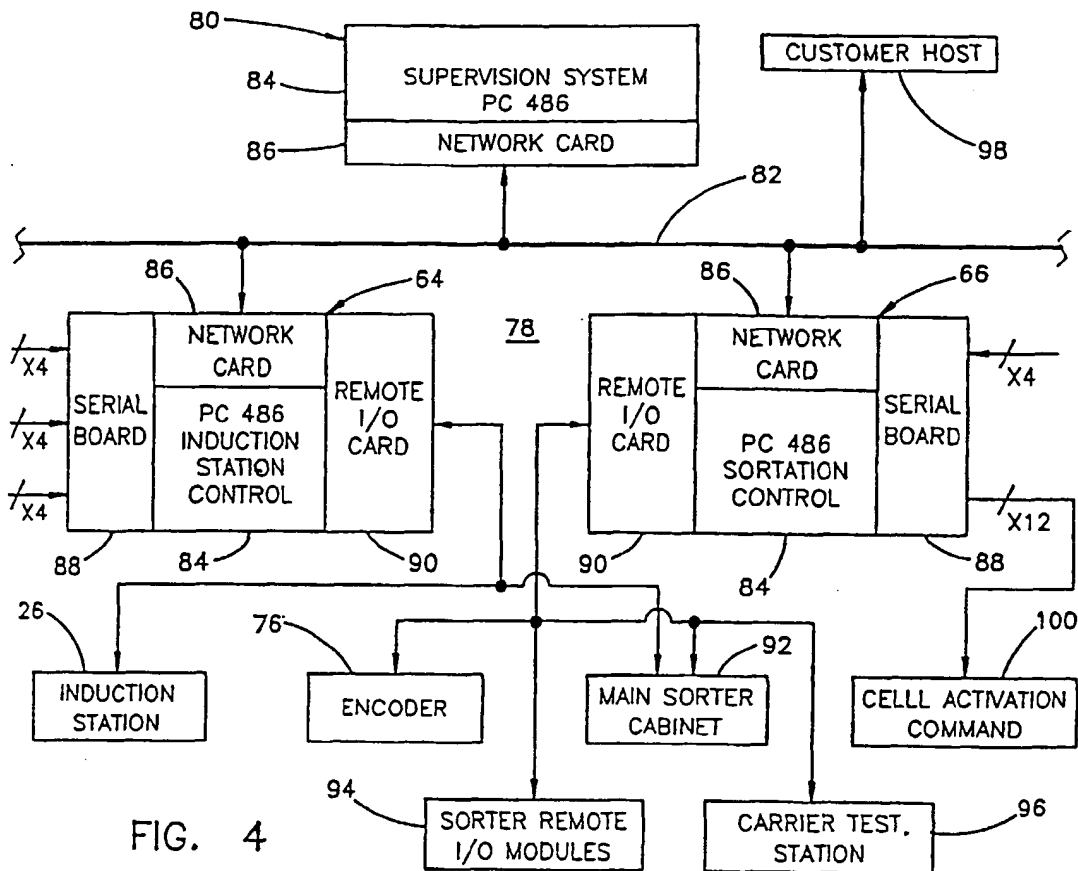 80
84
SUPERVISION SYSTEM
PC 486
86
NETWORK CARD
CUSTOMER HOST
98
82
86
64
78
86
66
SERIAL
BOARD
NETWORK
CARD
PC 486
INDUCTION
STATION
CONTROL
REMOTE
I/O CARD
X4
X4
X4
88
84
90
REMOTE
I/O CARD
NETWORK
CARD
PC 486
SORTATION
CONTROL
SERIAL
BOARD
X4
X12
90
84
88
26
INDUCTION
STATION
76
ENCODER
92
MAIN SORTER
CABINET
100
CELLL ACTIVATION
COMMAND
94
SORTER REMOTE
I/O MODULES
CARRIER TEST.
STATION
96
FIG. 4